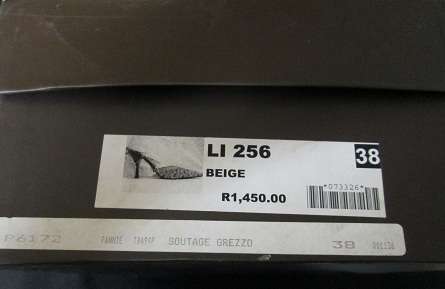 LI 256
38
BEIGE
*073326*
R1,450.00
P6172 SOUTAGE GREZZO 38